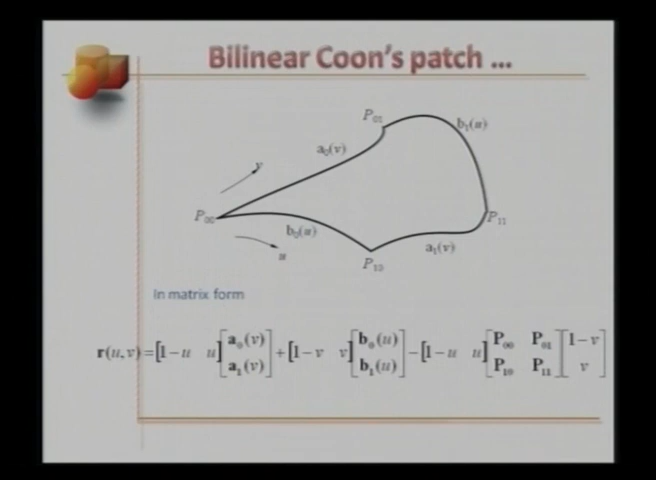 Bilinear Coon's patch ...
P₀₁
b₁(u)
a₀(v)
v
P₀₀
P₁₁
b₀(u)
a₁(v)
u
P₁₀
In matrix form
r(u,v)=[1−u u][a₀(v) a₁(v)]+[1−v v][b₀(u) b₁(u)]−[1−u u][P₀₀ P₀₁ P₁₀ P₁₁][1−v v]